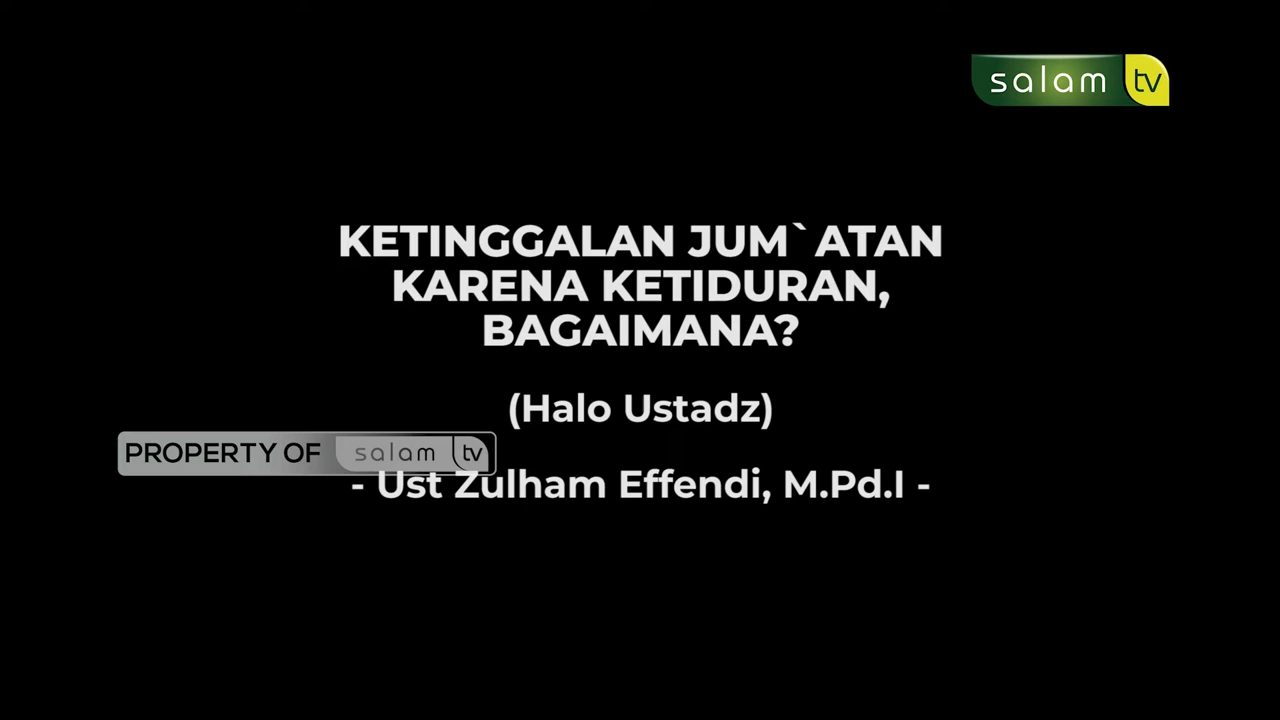 salam tv
KETINGGALAN JUM`ATAN
KARENA KETIDURAN,
BAGAIMANA?
(Halo Ustadz)
PROPERTY OF salam tv
- Ust Zulham Effendi, M.Pd.I -